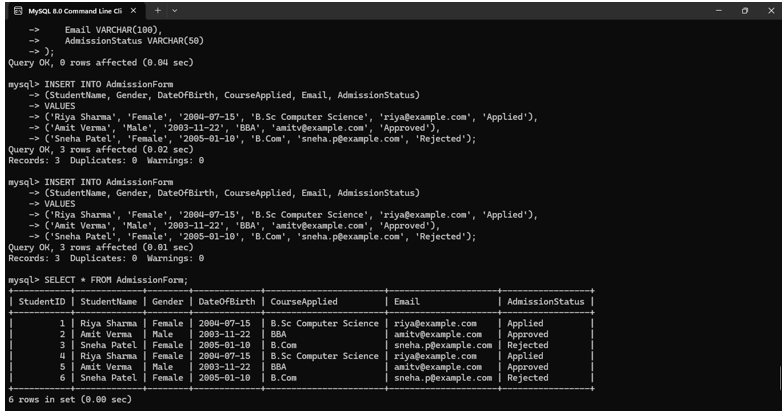 MySQL 8.0 Command Line Cli
    ->     Email VARCHAR(100),
    ->     AdmissionStatus VARCHAR(50)
    -> );
Query OK, 0 rows affected (0.04 sec)
mysql> INSERT INTO AdmissionForm
    -> (StudentName, Gender, DateOfBirth, CourseApplied, Email, AdmissionStatus)
    -> VALUES
    -> ('Riya Sharma', 'Female', '2004-07-15', 'B.Sc Computer Science', 'riya@example.com', 'Applied'),
    -> ('Amit Verma', 'Male', '2003-11-22', 'BBA', 'amitv@example.com', 'Approved'),
    -> ('Sneha Patel', 'Female', '2005-01-10', 'B.Com', 'sneha.p@example.com', 'Rejected');
Query OK, 3 rows affected (0.02 sec)
Records: 3  Duplicates: 0  Warnings: 0
mysql> INSERT INTO AdmissionForm
    -> (StudentName, Gender, DateOfBirth, CourseApplied, Email, AdmissionStatus)
    -> VALUES
    -> ('Riya Sharma', 'Female', '2004-07-15', 'B.Sc Computer Science', 'riya@example.com', 'Applied'),
    -> ('Amit Verma', 'Male', '2003-11-22', 'BBA', 'amitv@example.com', 'Approved'),
    -> ('Sneha Patel', 'Female', '2005-01-10', 'B.Com', 'sneha.p@example.com', 'Rejected');
Query OK, 3 rows affected (0.01 sec)
Records: 3  Duplicates: 0  Warnings: 0
mysql> SELECT * FROM AdmissionForm;
| StudentID | StudentName | Gender | DateOfBirth | CourseApplied         | Email               | AdmissionStatus |
|         1 | Riya Sharma | Female | 2004-07-15  | B.Sc Computer Science | riya@example.com    | Applied         |
|         2 | Amit Verma  | Male   | 2003-11-22  | BBA                   | amitv@example.com   | Approved        |
|         3 | Sneha Patel | Female | 2005-01-10  | B.Com                 | sneha.p@example.com | Rejected        |
|         4 | Riya Sharma | Female | 2004-07-15  | B.Sc Computer Science | riya@example.com    | Applied         |
|         5 | Amit Verma  | Male   | 2003-11-22  | BBA                   | amitv@example.com   | Approved        |
|         6 | Sneha Patel | Female | 2005-01-10  | B.Com                 | sneha.p@example.com | Rejected        |
6 rows in set (0.00 sec)